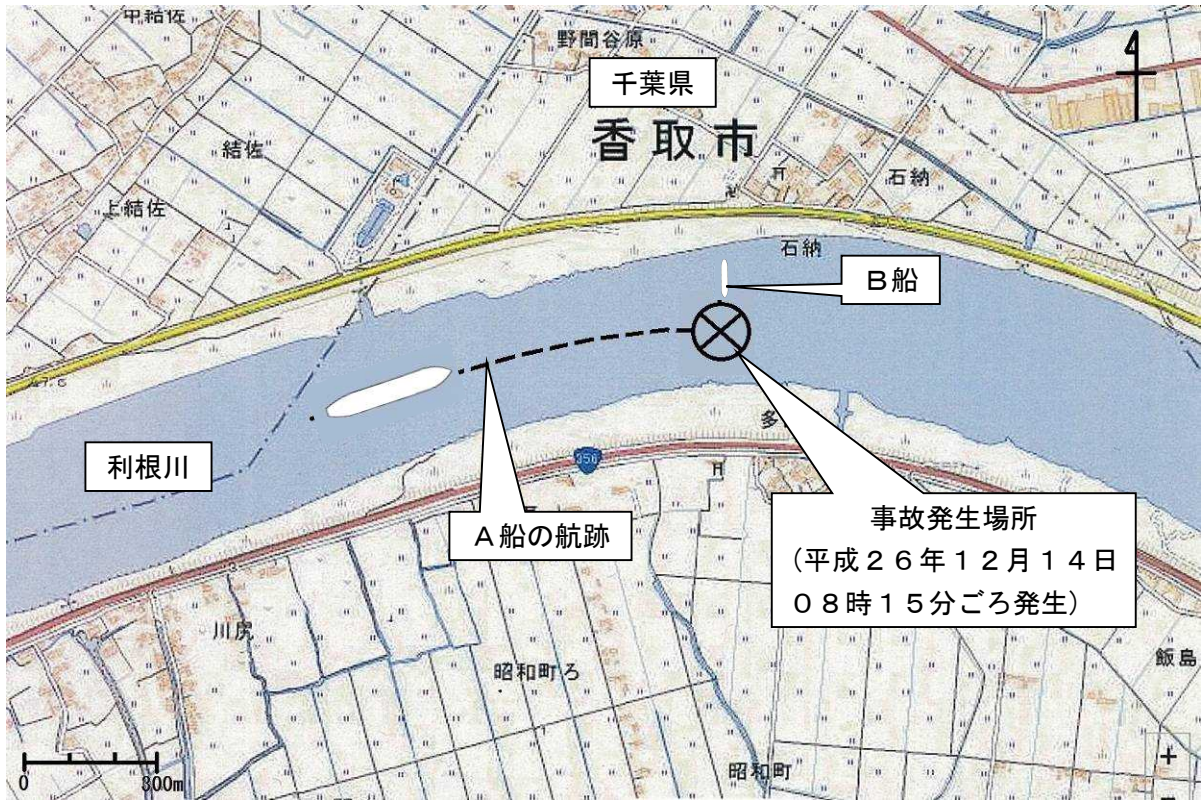 中結佐
野間谷原
千葉県
香取市
結佐
石納
上結佐
石納
B船
利根川
356
A船の航跡
事故発生場所
(平成26年12月14日
08時15分ごろ発生)
川尻
飯島
昭和町ろ
昭和町
0 300m